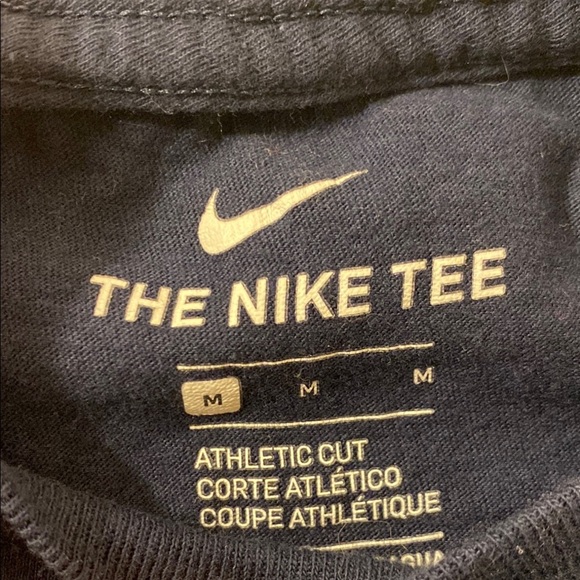 THE NIKE TEE
M M M
ATHLETIC CUT
CORTE ATLÉTICO
COUPE ATHLÉTIQUE